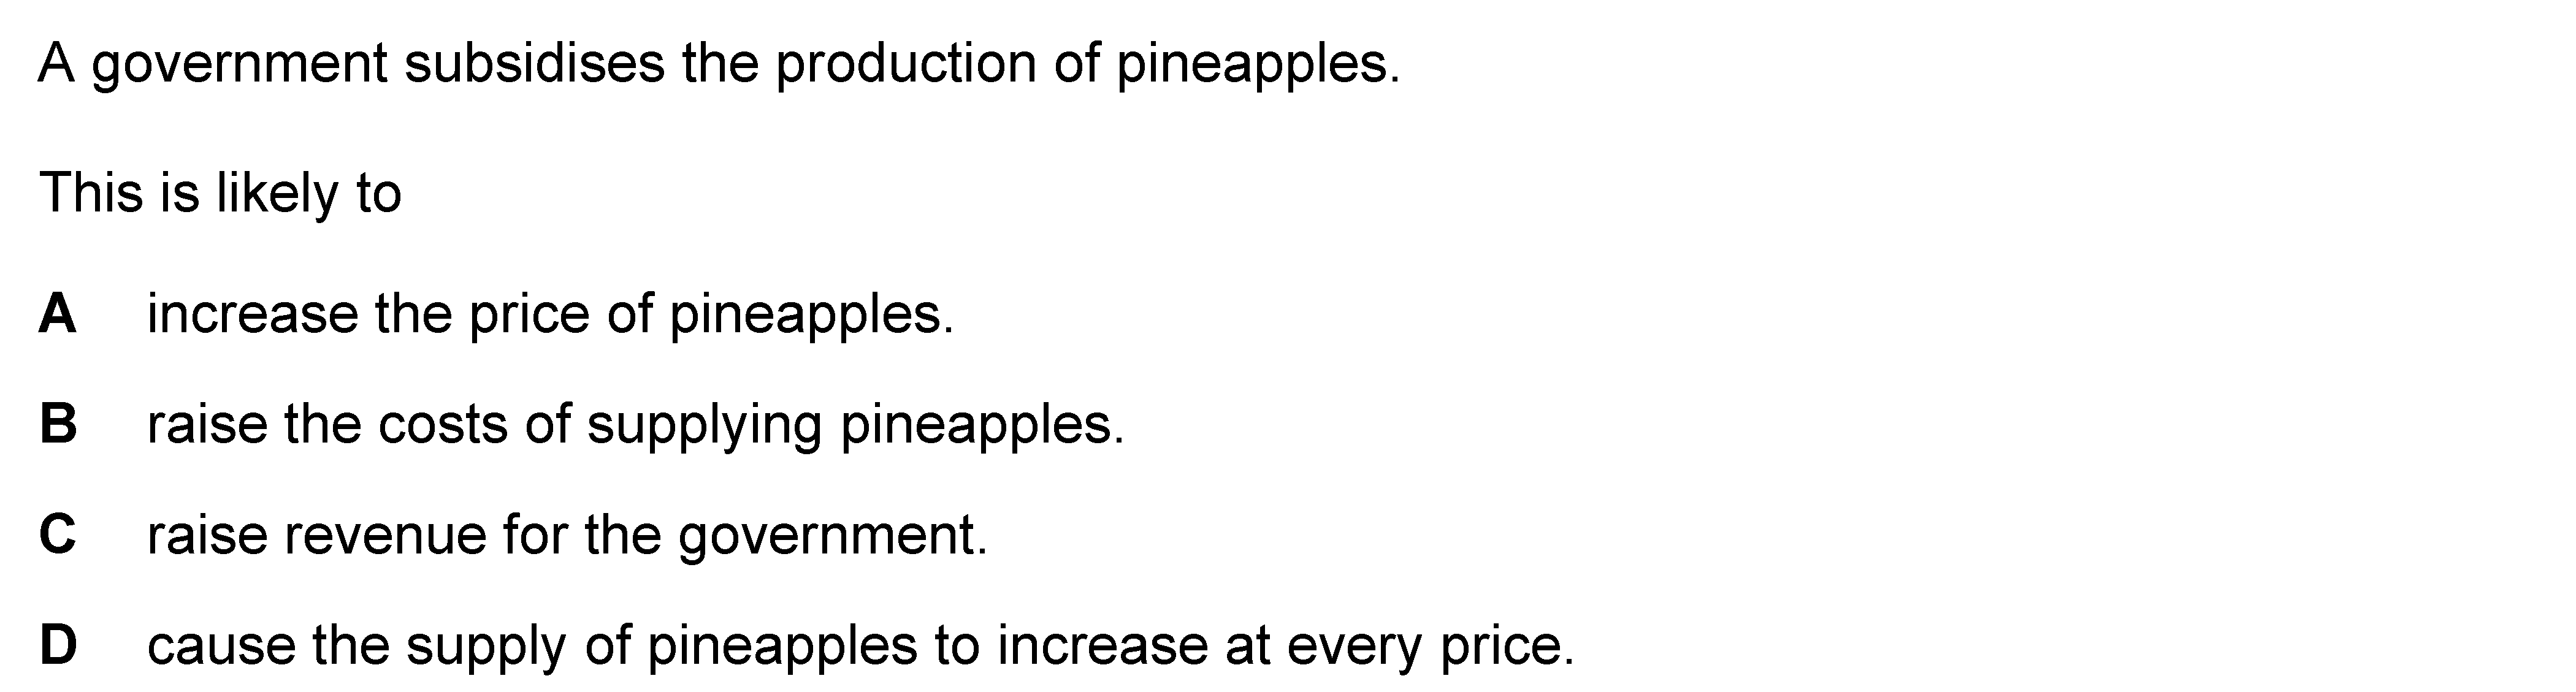 A government subsidises the production of pineapples.
This is likely to
A increase the price of pineapples.
B raise the costs of supplying pineapples.
C raise revenue for the government.
D cause the supply of pineapples to increase at every price.